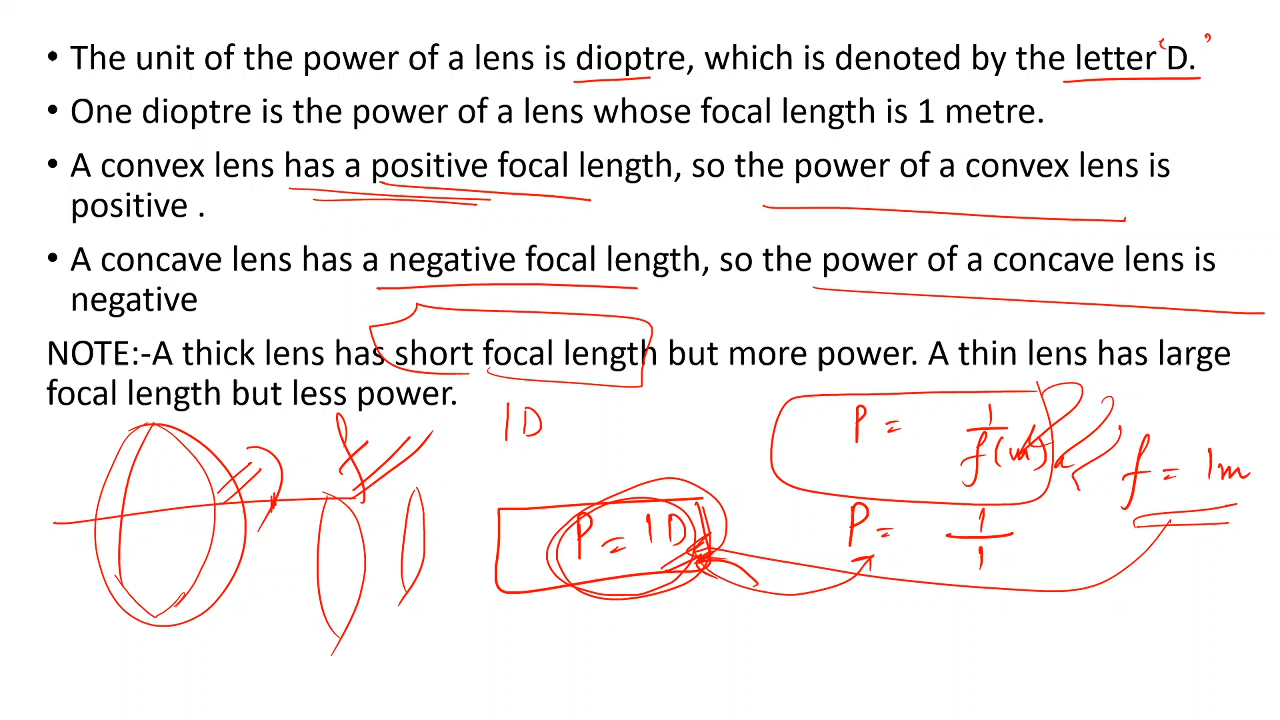 • The unit of the power of a lens is dioptre, which is denoted by the letter ‘D.’
• One dioptre is the power of a lens whose focal length is 1 metre.
• A convex lens has a positive focal length, so the power of a convex lens is
positive .
• A concave lens has a negative focal length, so the power of a concave lens is
negative
NOTE:-A thick lens has short focal length but more power. A thin lens has large
focal length but less power.
1D
P = 1/f(m)
f = 1m
P = 1D
P = 1/1